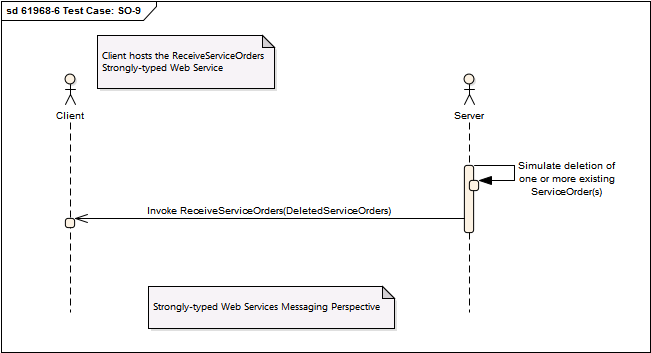 sd 61968-6 Test Case: SO-9
Client hosts the ReceiveServiceOrders
Strongly-typed Web Service
Client
Server
Simulate deletion of
one or more existing
ServiceOrder(s)
Invoke ReceiveServiceOrders(DeletedServiceOrders)
Strongly-typed Web Services Messaging Perspective